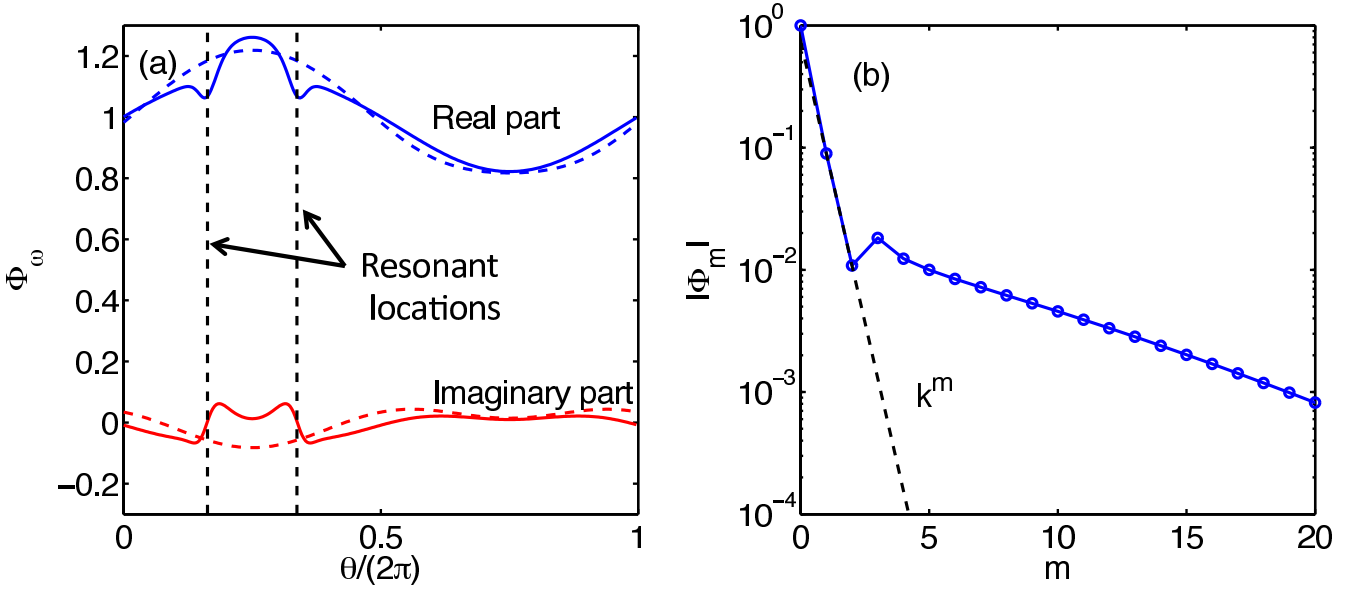 (a)
1.2
1
0.8
0.6
0.4
0.2
0
−0.2
Φω
Real part
Resonant
locations
Imaginary part
0
0.5
1
θ/(2π)
(b)
10^0
10^−1
10^−2
10^−3
10^−4
|Φm|
k^m
0
5
10
15
20
m